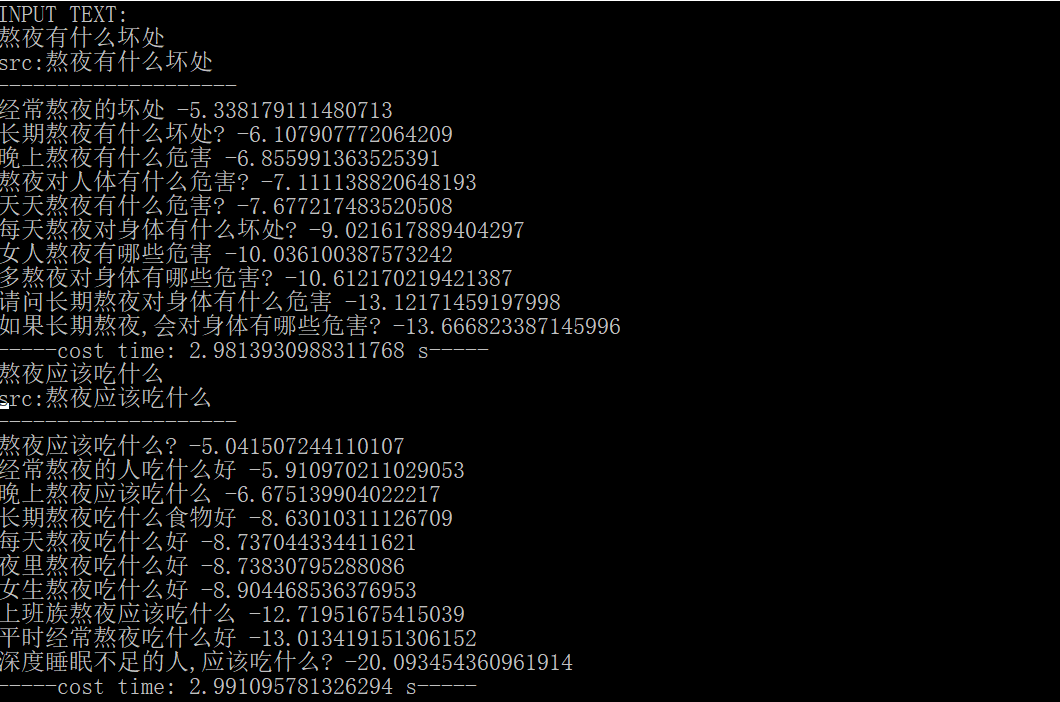 INPUT TEXT:
熬夜有什么坏处
src:熬夜有什么坏处
--------------------
经常熬夜的坏处 -5.338179111480713
长期熬夜有什么坏处? -6.107907772064209
晚上熬夜有什么危害 -6.855991363525391
熬夜对人体有什么危害? -7.111138820648193
天天熬夜有什么危害? -7.677217483520508
每天熬夜对身体有什么坏处? -9.021617889404297
女人熬夜有哪些危害 -10.036100387573242
多熬夜对身体有哪些危害? -10.612170219421387
请问长期熬夜对身体有什么危害 -13.12171459197998
如果长期熬夜,会对身体有哪些危害? -13.666823387145996
-----cost time: 2.9813930988311768 s-----
熬夜应该吃什么
src:熬夜应该吃什么
--------------------
熬夜应该吃什么? -5.041507244110107
经常熬夜的人吃什么好 -5.910970211029053
晚上熬夜应该吃什么 -6.675139904022217
长期熬夜吃什么食物好 -8.63010311126709
每天熬夜吃什么好 -8.737044334411621
夜里熬夜吃什么好 -8.73830795288086
女生熬夜吃什么好 -8.904468536376953
上班族熬夜应该吃什么 -12.71951675415039
平时经常熬夜吃什么好 -13.013419151306152
深度睡眠不足的人,应该吃什么? -20.093454360961914
-----cost time: 2.991095781326294 s-----